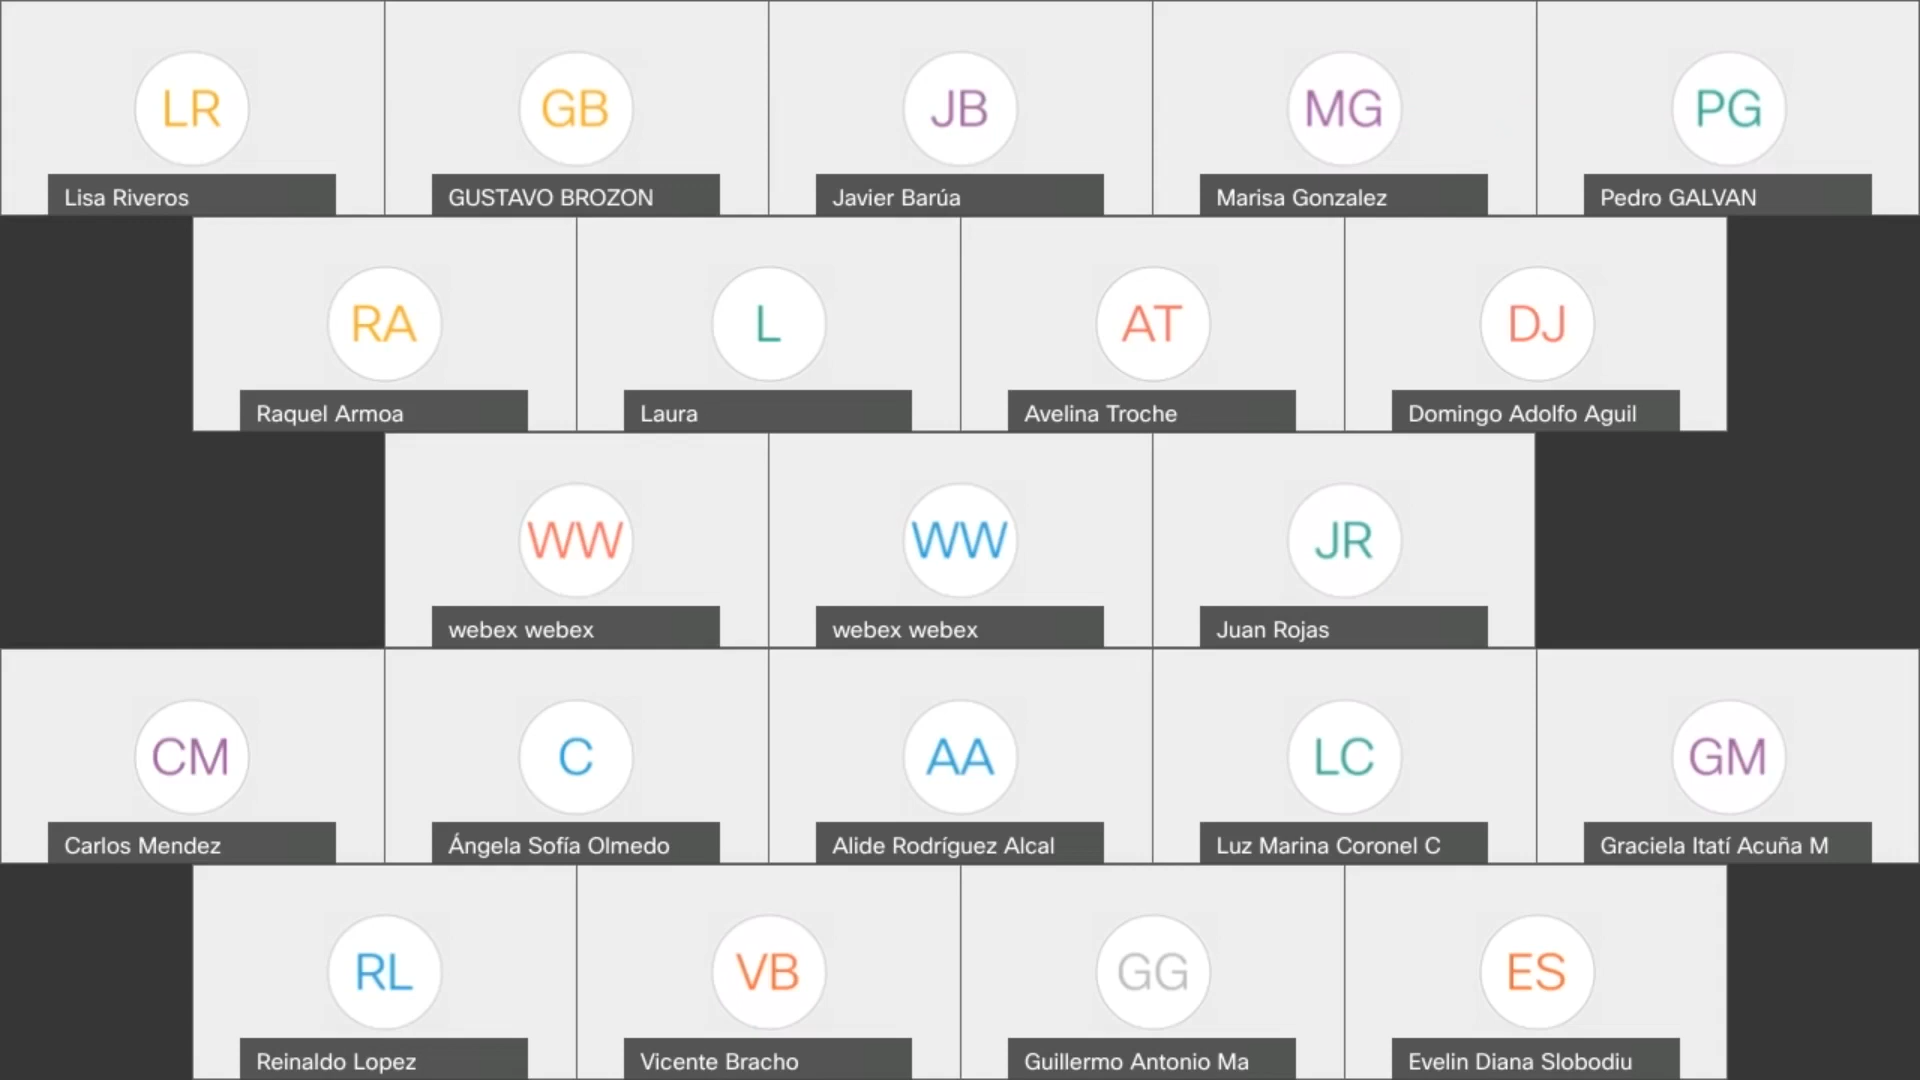 LR
GB
JB
MG
PG
Lisa Riveros
GUSTAVO BROZON
Javier Barúa
Marisa Gonzalez
Pedro GALVAN
RA
L
AT
DJ
Raquel Armoa
Laura
Avelina Troche
Domingo Adolfo Aguil
WW
WW
JR
webex webex
webex webex
Juan Rojas
CM
C
AA
LC
GM
Carlos Mendez
Ángela Sofía Olmedo
Alide Rodríguez Alcal
Luz Marina Coronel C
Graciela Itatí Acuña M
RL
VB
GG
ES
Reinaldo Lopez
Vicente Bracho
Guillermo Antonio Ma
Evelin Diana Slobodiu